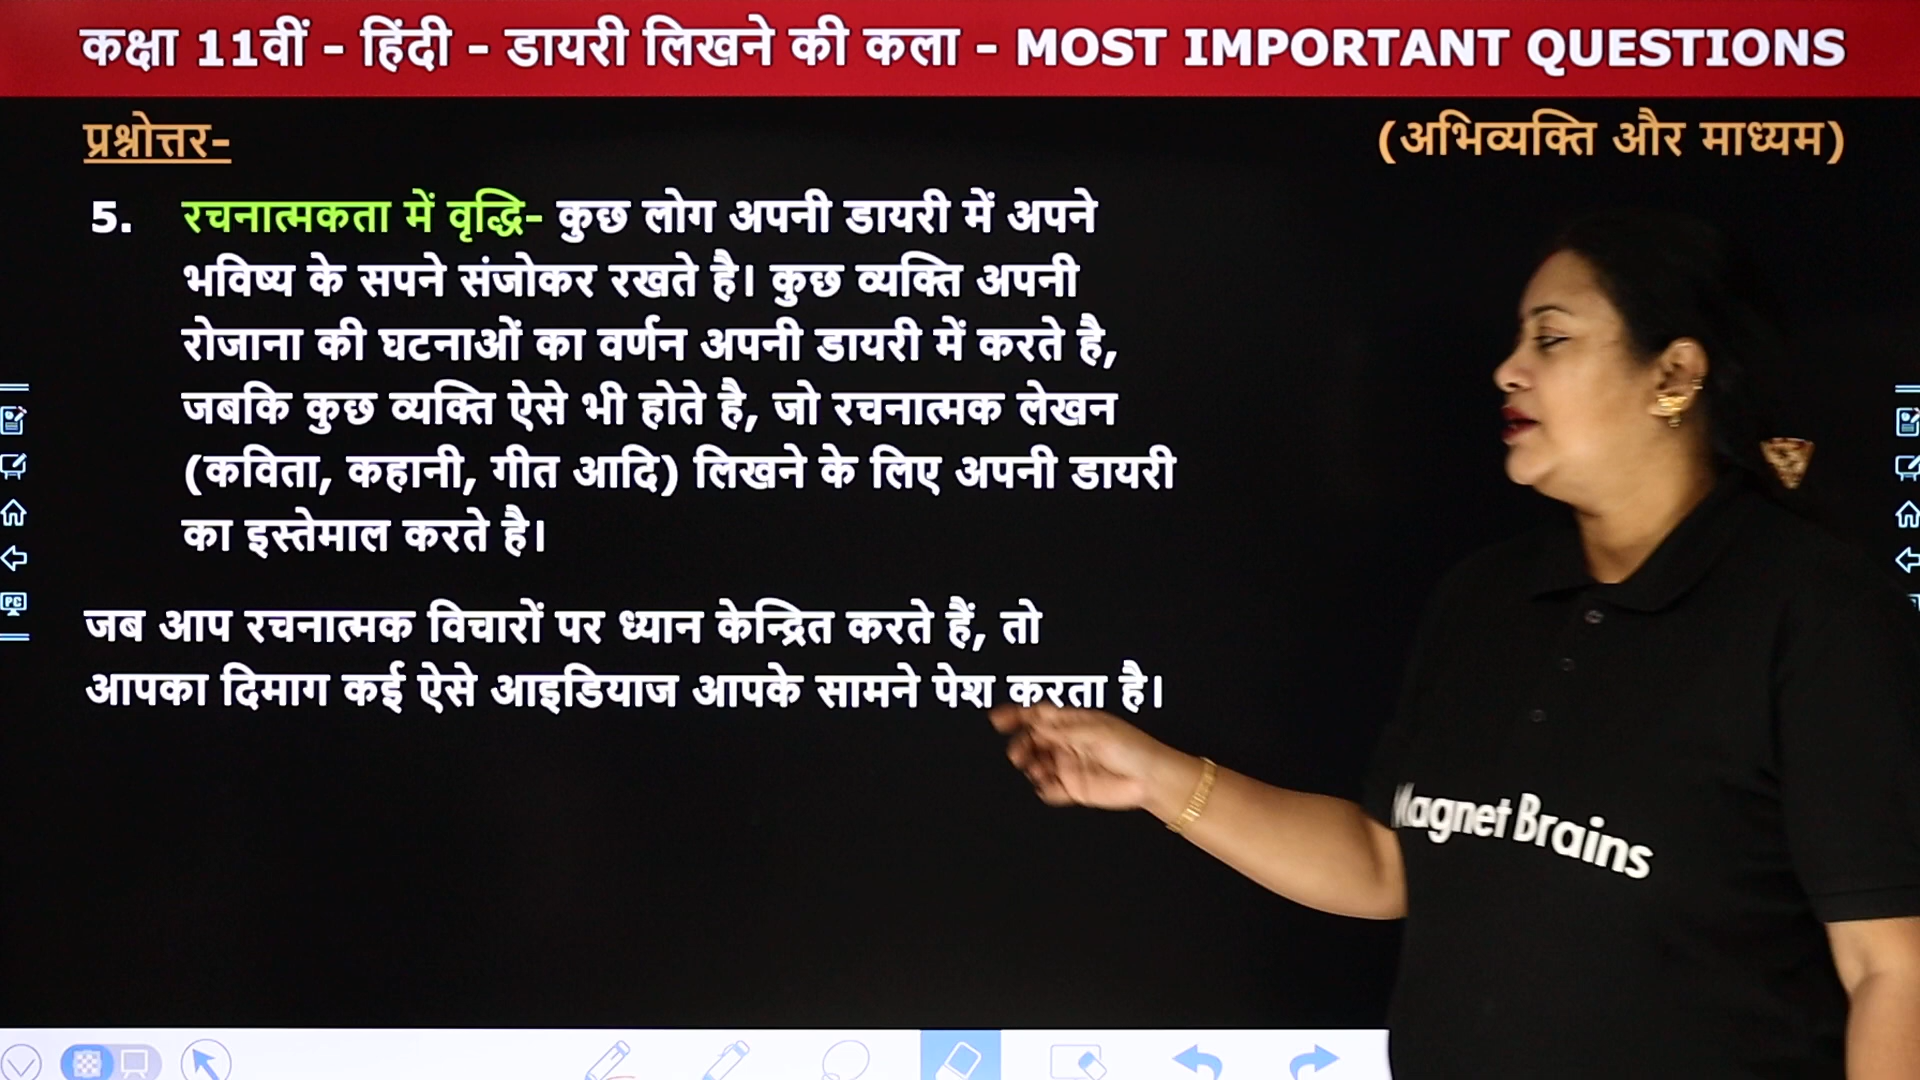 कक्षा 11वीं - हिंदी - डायरी लिखने की कला - MOST IMPORTANT QUESTIONS
प्रश्नोत्तर-
(अभिव्यक्ति और माध्यम)
5. रचनात्मकता में वृद्धि- कुछ लोग अपनी डायरी में अपने
भविष्य के सपने संजोकर रखते है। कुछ व्यक्ति अपनी
रोजाना की घटनाओं का वर्णन अपनी डायरी में करते है,
जबकि कुछ व्यक्ति ऐसे भी होते है, जो रचनात्मक लेखन
(कविता, कहानी, गीत आदि) लिखने के लिए अपनी डायरी
का इस्तेमाल करते है।
जब आप रचनात्मक विचारों पर ध्यान केन्द्रित करते हैं, तो
आपका दिमाग कई ऐसे आइडियाज आपके सामने पेश करता है।
Magnet Brains
PC